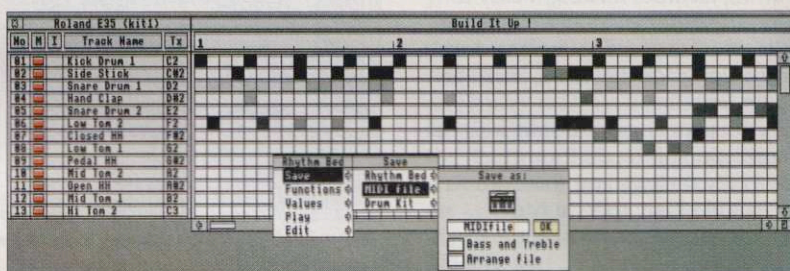 Roland E35 (kit1) Build It Up !
No M I Track Name Tx 1 2 3
01 Kick Drum 1 C2
02 Side Stick C#2
03 Snare Drum 1 D2
04 Hand Clap D#2
05 Snare Drum 2 E2
06 Low Tom 2 F2
07 Closed HH F#2
08 Low Tom 1 G2
09 Pedal HH G#2
10 Mid Tom 2 A2
11 Open HH A#2
12 Mid Tom 1 B2
13 Hi Tom 2 C3
Rhythm Bed
Save
Functions
Values
Play
Edit
Save
Rhythm Bed
MIDI file
Drum Kit
Save as:
MIDIfile OK
Bass and Treble
Arrange file